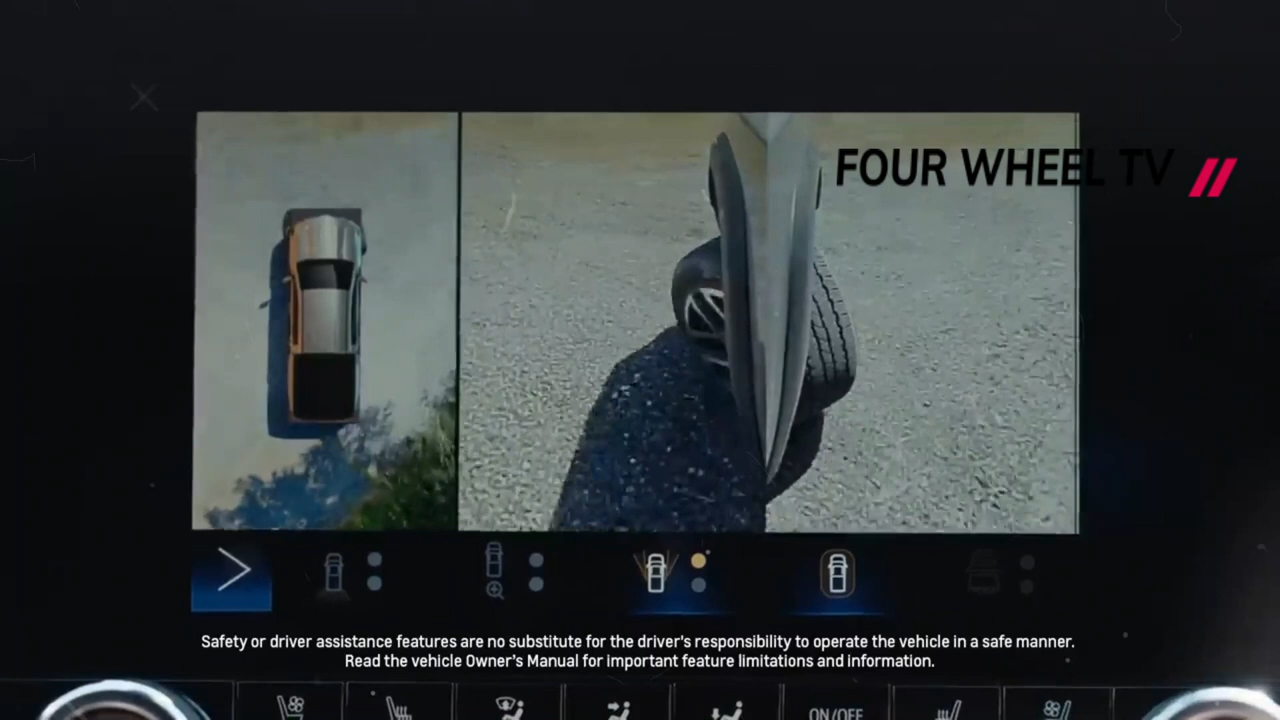 FOUR WHEEL TV
Safety or driver assistance features are no substitute for the driver's responsibility to operate the vehicle in a safe manner.
Read the vehicle Owner's Manual for important feature limitations and information.
ON/OFF